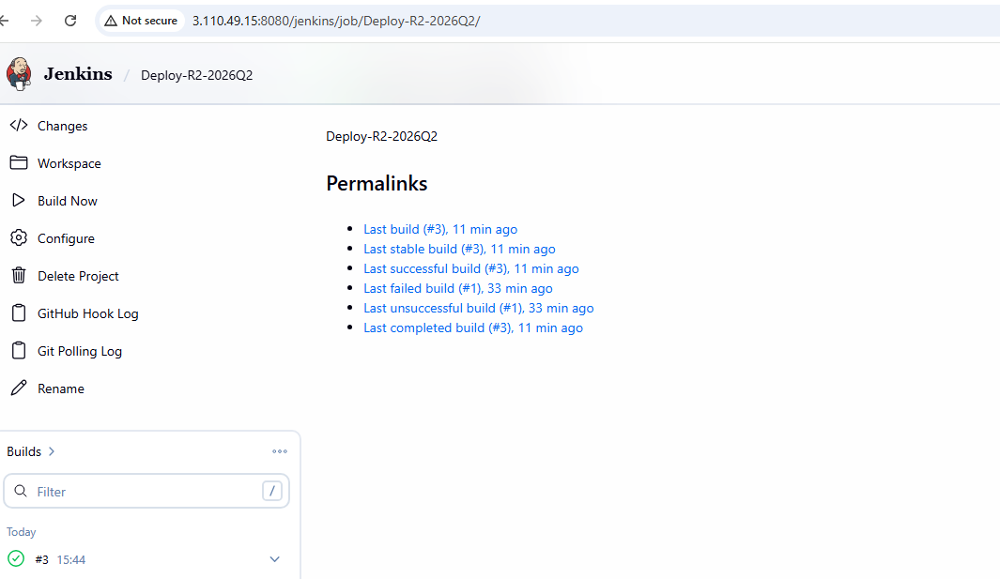 Not secure 3.110.49.15:8080/jenkins/job/Deploy-R2-2026Q2/
Jenkins / Deploy-R2-2026Q2
Changes
Workspace
Build Now
Configure
Delete Project
GitHub Hook Log
Git Polling Log
Rename
Builds
Filter /
Today
#3 15:44
Deploy-R2-2026Q2
Permalinks
Last build (#3), 11 min ago
Last stable build (#3), 11 min ago
Last successful build (#3), 11 min ago
Last failed build (#1), 33 min ago
Last unsuccessful build (#1), 33 min ago
Last completed build (#3), 11 min ago